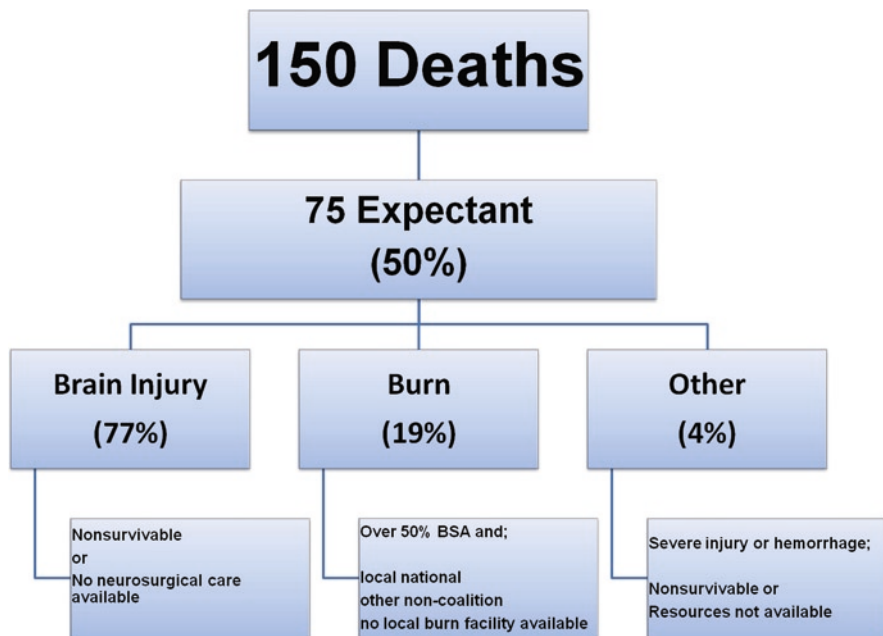 150 Deaths
75 Expectant
(50%)
Brain Injury
(77%)
Nonsurvivable
or
No neurosurgical care
available
Burn
(19%)
Over 50% BSA and;
local national
other non-coalition
no local burn facility available
Other
(4%)
Severe injury or hemorrhage;
Nonsurvivable or
Resources not available